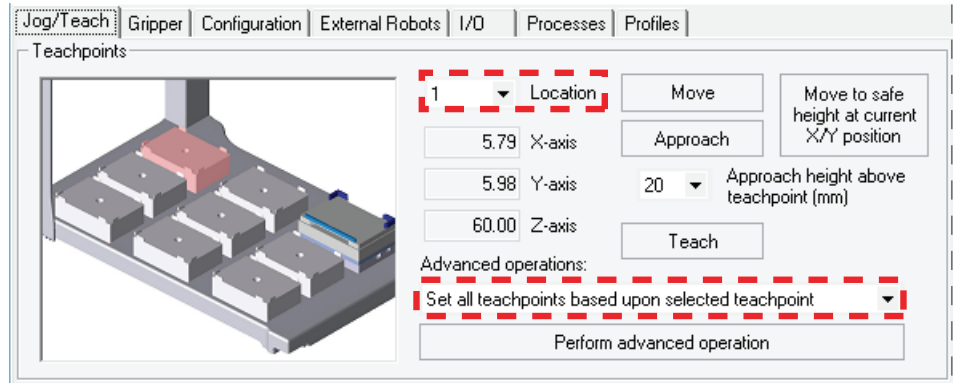 Jog/Teach Gripper Configuration External Robots I/O Processes Profiles
Teachpoints
1 Location
Move
Move to safe
height at current
X/Y position
5.79 X-axis
Approach
5.98 Y-axis
20 Approach height above
teachpoint (mm)
60.00 Z-axis
Teach
Advanced operations:
Set all teachpoints based upon selected teachpoint
Perform advanced operation